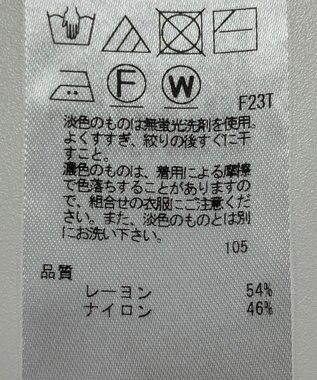 F W
F23T
淡色のものは無蛍光洗剤を使用。
よくすすぎ、絞りの後すぐに干
すこと。
濃色のものは、着用による摩擦
で色落ちすることがありますの
で、組合せの衣服にご注意くださ
い。また、淡色のものとは別
にお洗い下さい。
105
品質
レーヨン 54%
ナイロン 46%